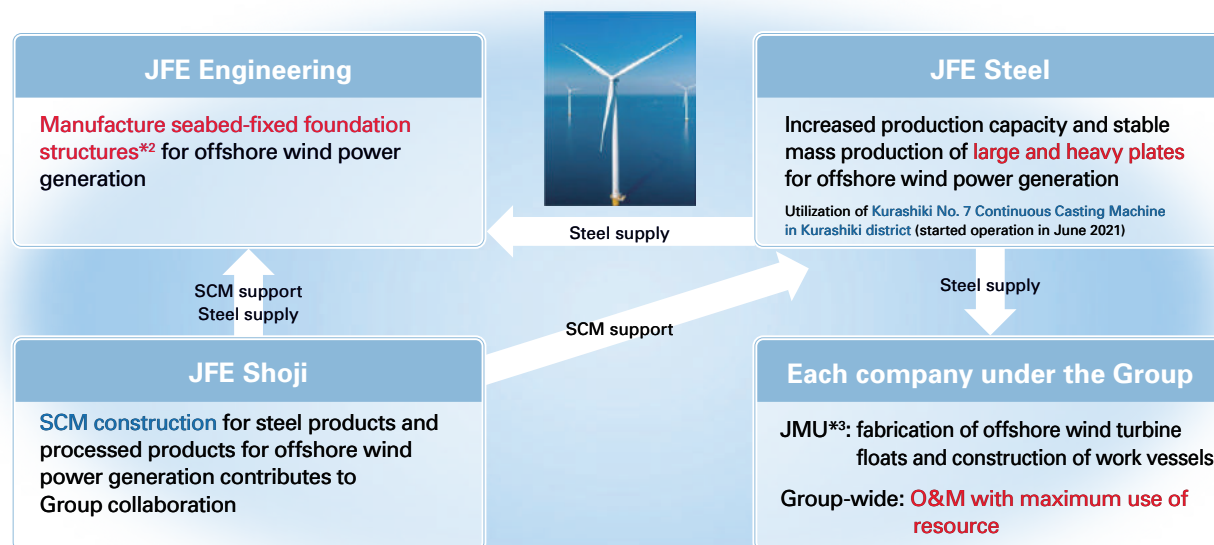 JFE Engineering
Manufacture seabed-fixed foundation
structures*2 for offshore wind power
generation
JFE Steel
Increased production capacity and stable
mass production of large and heavy plates
for offshore wind power generation
Utilization of Kurashiki No. 7 Continuous Casting Machine
in Kurashiki district (started operation in June 2021)
Steel supply
SCM support
Steel supply
SCM support
Steel supply
JFE Shoji
SCM construction for steel products and
processed products for offshore wind
power generation contributes to
Group collaboration
Each company under the Group
JMU*3: fabrication of offshore wind turbine
floats and construction of work vessels
Group-wide: O&M with maximum use of
resource